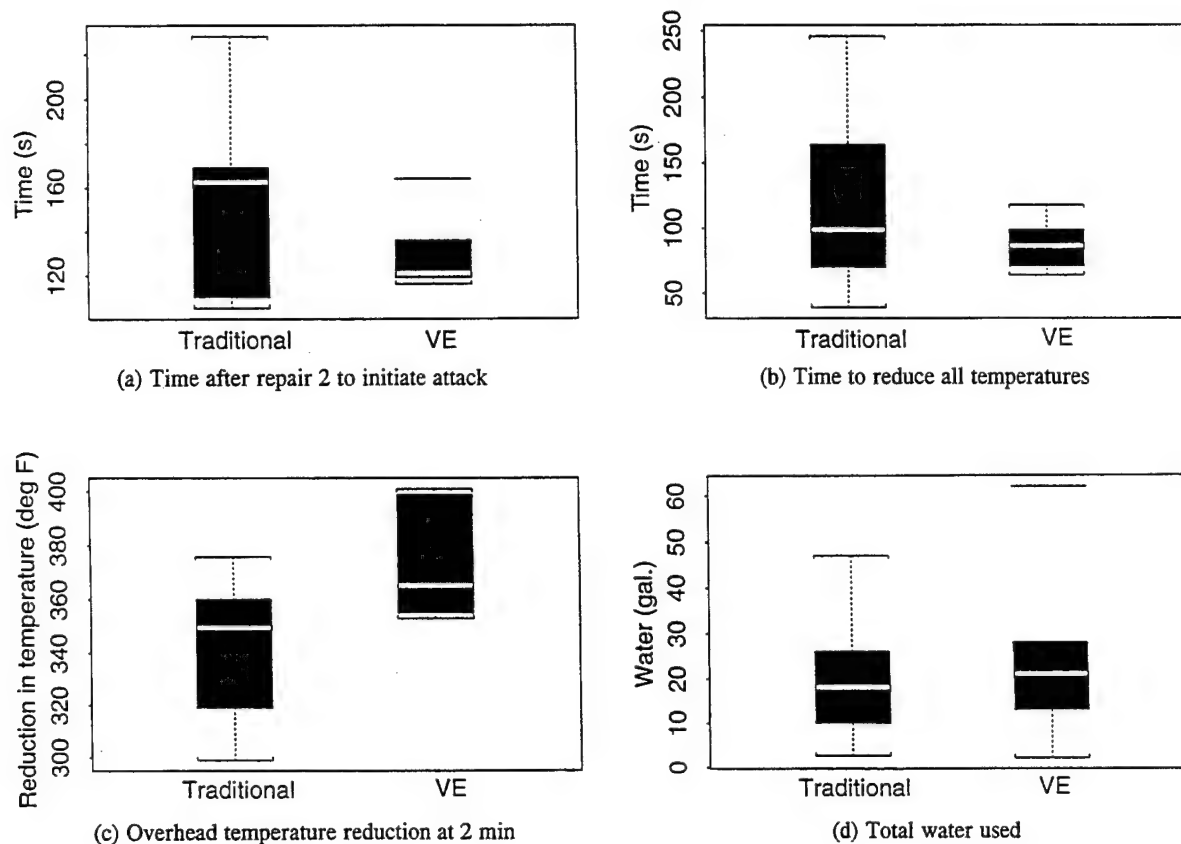 Time (s)
200
160
120
Traditional VE
(a) Time after repair 2 to initiate attack
Time (s)
250
200
150
100
50
Traditional VE
(b) Time to reduce all temperatures
Reduction in temperature (deg F)
400
380
360
340
320
300
Traditional VE
(c) Overhead temperature reduction at 2 min
Water (gal.)
60
50
40
30
20
10
0
Traditional VE
(d) Total water used